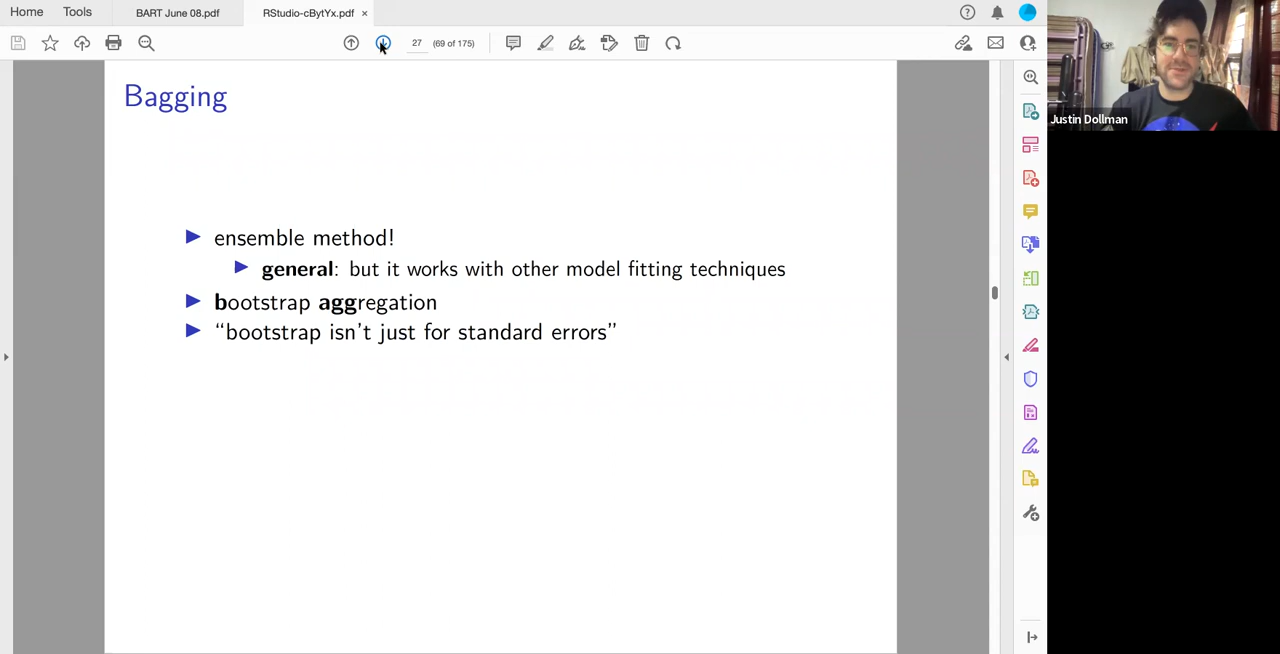 Home Tools BART June 08.pdf RStudio-cBytYx.pdf ×
27 (69 of 175)
Justin Dollman
Bagging
ensemble method!
general: but it works with other model fitting techniques
bootstrap aggregation
“bootstrap isn’t just for standard errors”